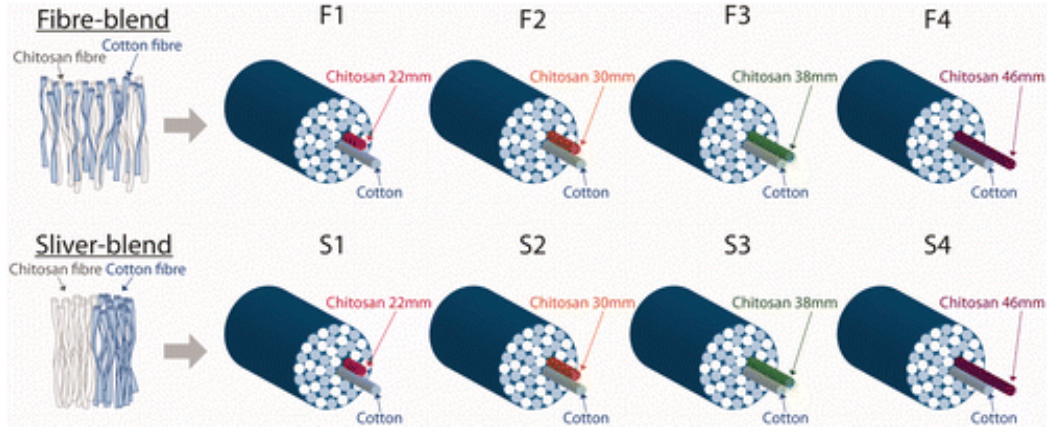 Fibre-blend
Cotton fibre
Chitosan fibre
F1
Chitosan 22mm
Cotton
F2
Chitosan 30mm
Cotton
F3
Chitosan 38mm
Cotton
F4
Chitosan 46mm
Cotton
Sliver-blend
Chitosan fibre
Cotton fibre
S1
Chitosan 22mm
Cotton
S2
Chitosan 30mm
Cotton
S3
Chitosan 38mm
Cotton
S4
Chitosan 46mm
Cotton